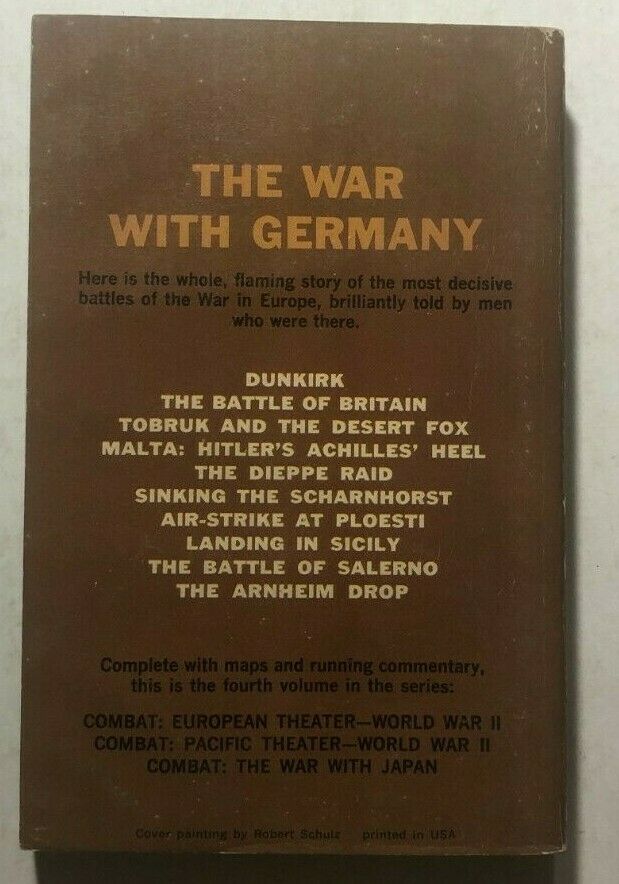 THE WAR
WITH GERMANY
Here is the whole, flaming story of the most decisive
battles of the War in Europe, brilliantly told by men
who were there.
DUNKIRK
THE BATTLE OF BRITAIN
TOBRUK AND THE DESERT FOX
MALTA: HITLER'S ACHILLES' HEEL
THE DIEPPE RAID
SINKING THE SCHARNHORST
AIR-STRIKE AT PLOESTI
LANDING IN SICILY
THE BATTLE OF SALERNO
THE ARNHEIM DROP
Complete with maps and running commentary,
this is the fourth volume in the series:
COMBAT: EUROPEAN THEATER—WORLD WAR II
COMBAT: PACIFIC THEATER—WORLD WAR II
COMBAT: THE WAR WITH JAPAN
Cover painting by Robert Schulz printed in USA